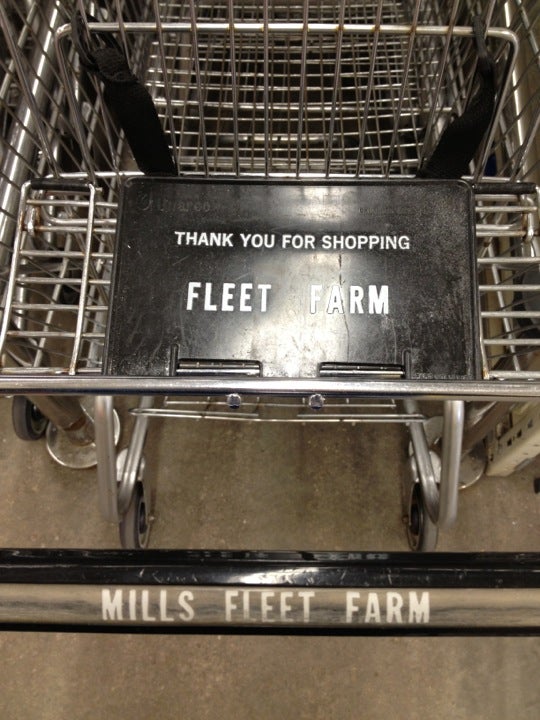 THANK YOU FOR SHOPPING
FLEET FARM
MILLS FLEET FARM